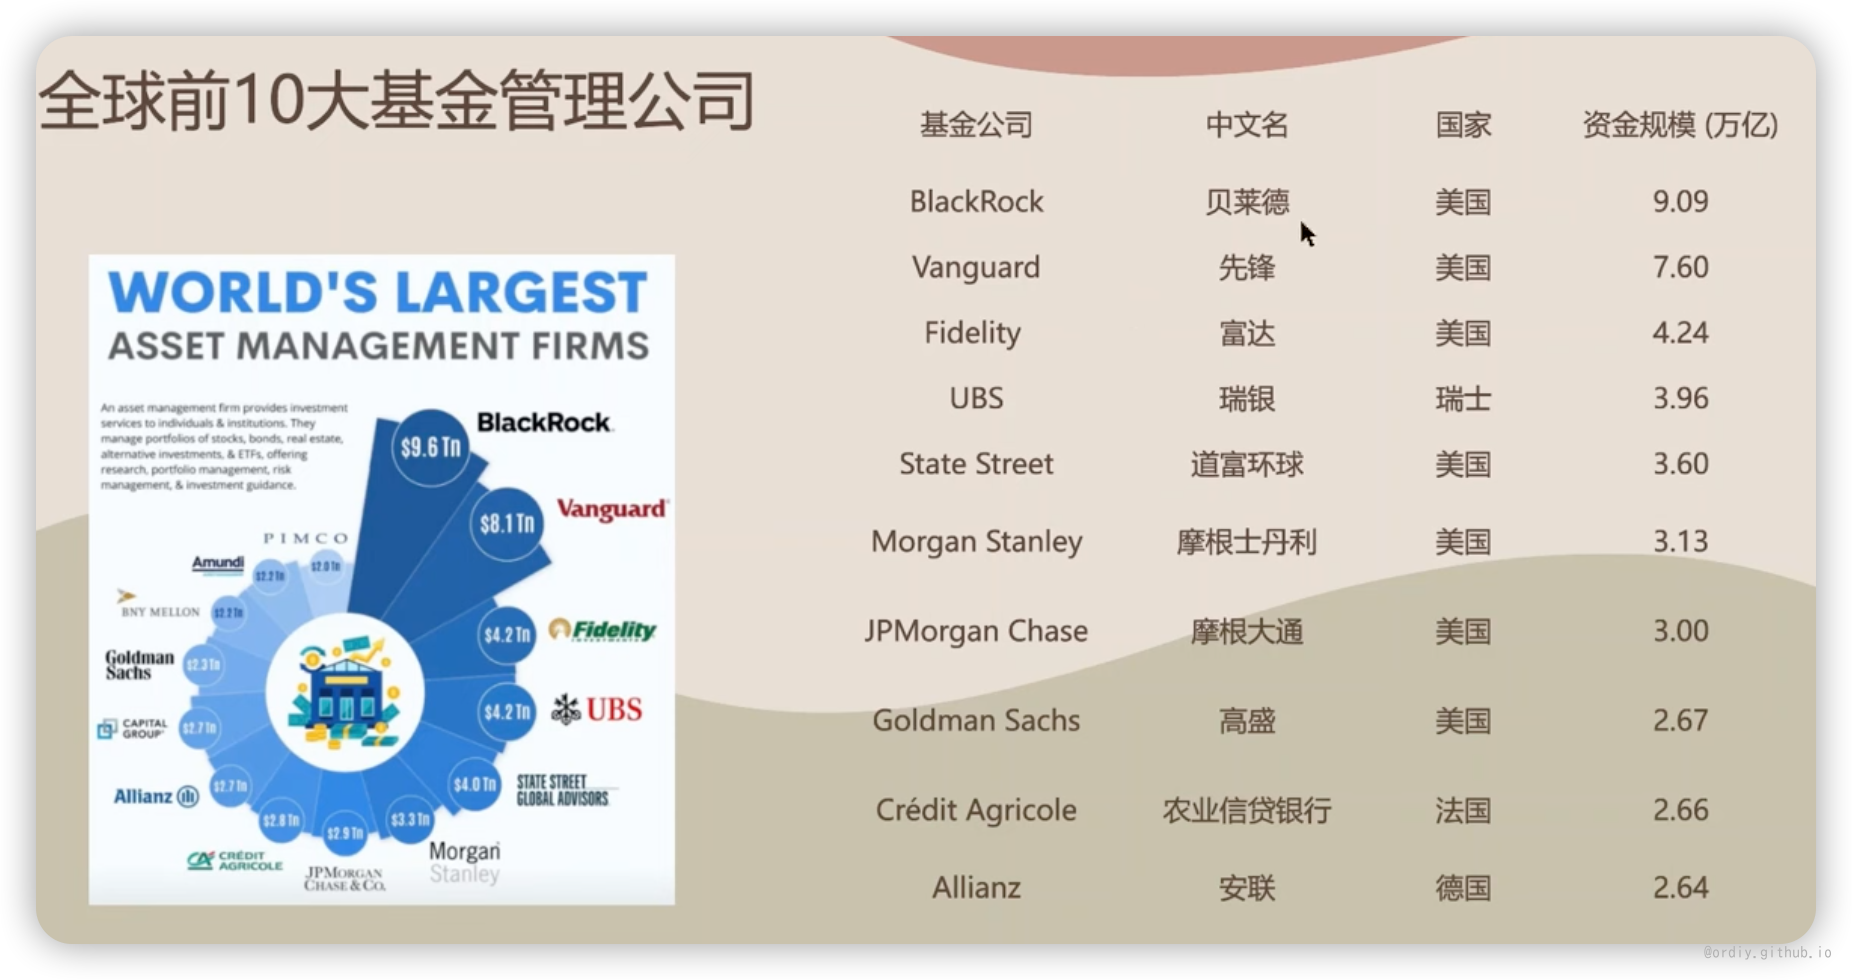 全球前10大基金管理公司
WORLD'S LARGEST
ASSET MANAGEMENT FIRMS
An asset management firm provides investment
services to individuals & institutions. They
manage portfolios of stocks, bonds, real estate,
alternative investments, & ETFs, offering
research, portfolio management, risk
management, & investment guidance.
$9.6 Tn BlackRock
$8.1 Tn Vanguard
$4.2 Tn Fidelity
INVESTMENTS
$4.2 Tn UBS
$4.0 Tn STATE STREET
GLOBAL ADVISORS
$3.3 Tn Morgan
Stanley
$2.9 Tn JPMORGAN
CHASE & CO.
$2.8 Tn CRÉDIT
AGRICOLE
$2.7 Tn Allianz
$2.7 Tn CAPITAL
GROUP
$2.3 Tn Goldman
Sachs
$2.2 Tn BNY MELLON
$2.2 Tn Amundi
$2.0 Tn PIMCO
基金公司 中文名 国家 资金规模 (万亿)
BlackRock 贝莱德 美国 9.09
Vanguard 先锋 美国 7.60
Fidelity 富达 美国 4.24
UBS 瑞银 瑞士 3.96
State Street 道富环球 美国 3.60
Morgan Stanley 摩根士丹利 美国 3.13
JPMorgan Chase 摩根大通 美国 3.00
Goldman Sachs 高盛 美国 2.67
Crédit Agricole 农业信贷银行 法国 2.66
Allianz 安联 德国 2.64
@ordiy.github.io